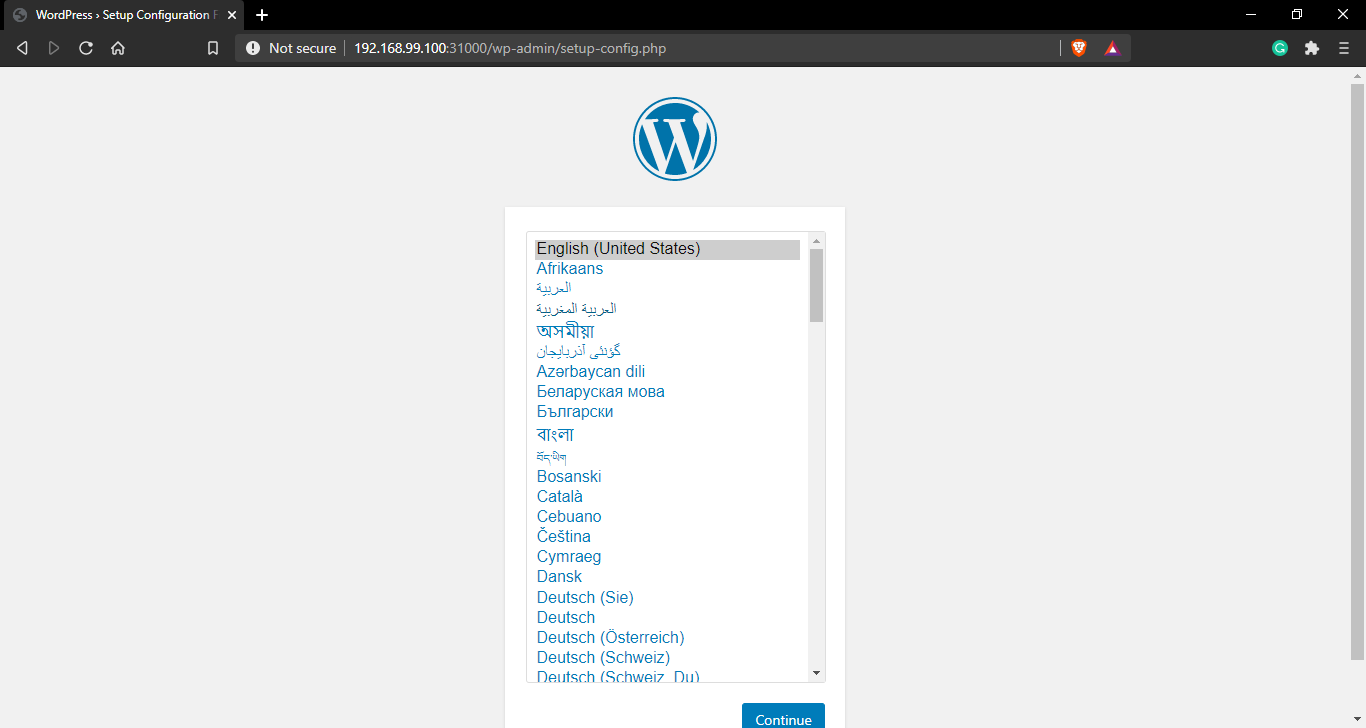 WordPress › Setup Configuration F
Not secure
192.168.99.100:31000/wp-admin/setup-config.php
English (United States)
Afrikaans
العربية
العربية المغربية
অসমীয়া
گؤنئی آذربایجان
Azərbaycan dili
Беларуская мова
Български
বাংলা
བོད་ཡིག
Bosanski
Català
Cebuano
Čeština
Cymraeg
Dansk
Deutsch (Sie)
Deutsch
Deutsch (Österreich)
Deutsch (Schweiz)
Deutsch (Schweiz, Du)
Continue